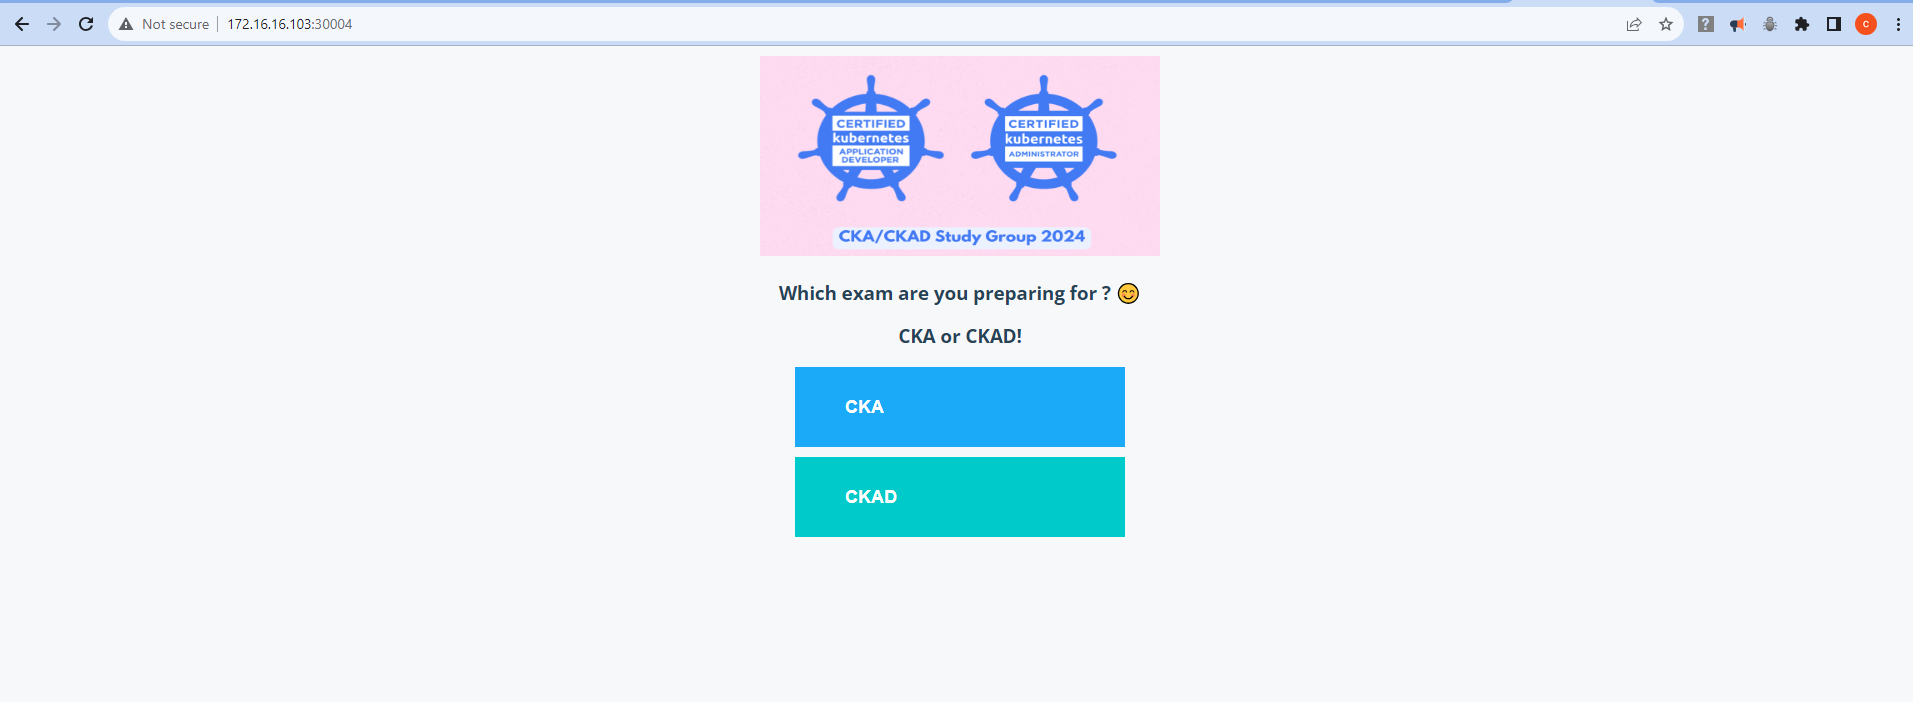 Not secure 172.16.16.103:30004
C
CERTIFIED
kubernetes
APPLICATION
DEVELOPER
CERTIFIED
kubernetes
ADMINISTRATOR
CKA/CKAD Study Group 2024
Which exam are you preparing for ? 😊
CKA or CKAD!
CKA
CKAD